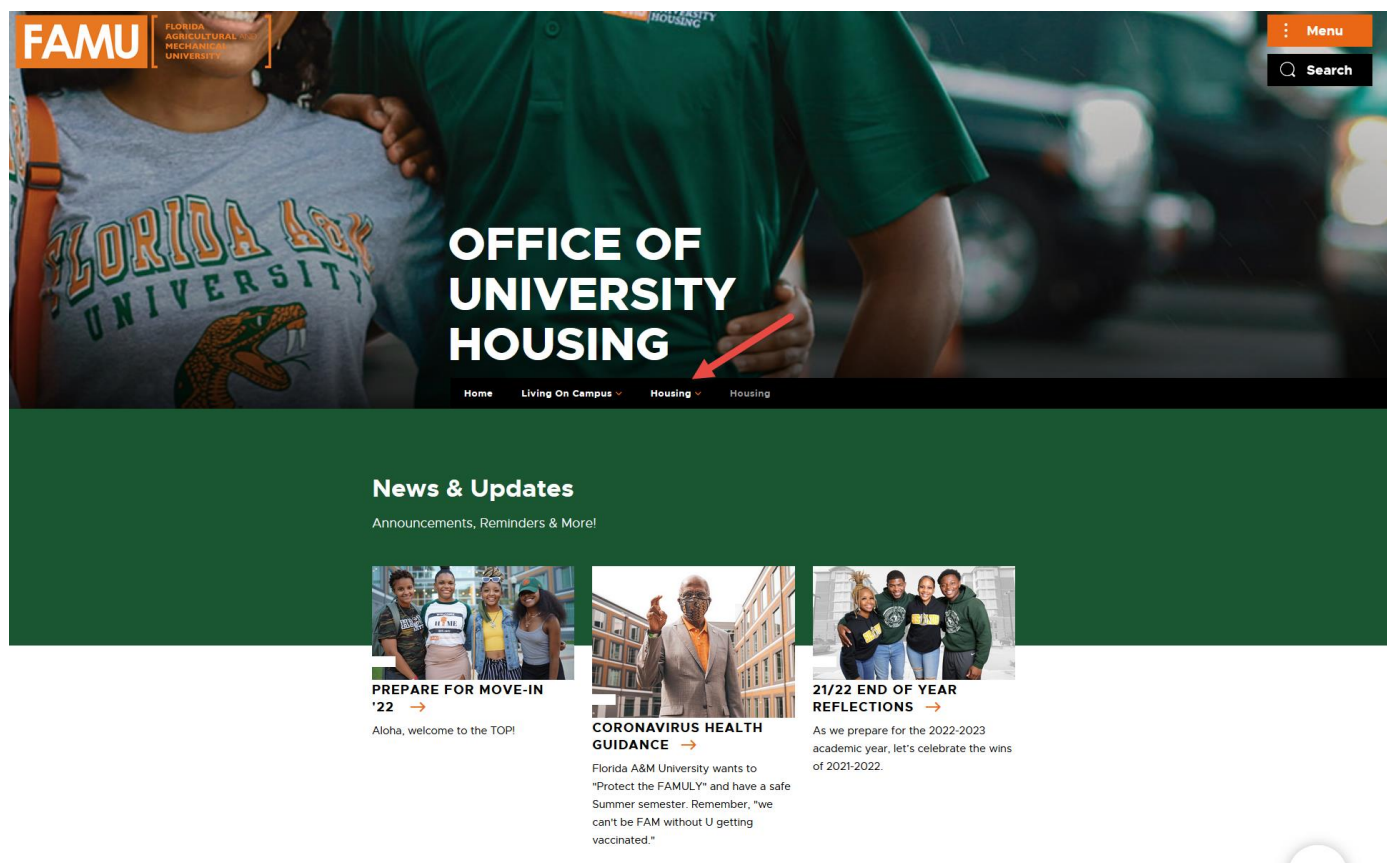 FAMU
FLORIDA
AGRICULTURAL AND
MECHANICAL
UNIVERSITY
UNIVERSITY
HOUSING
Menu
Search
FLORIDA A&M
UNIVERSITY
OFFICE OF
UNIVERSITY
HOUSING
Home Living On Campus Housing Housing
News & Updates
Announcements, Reminders & More!
PREPARE FOR MOVE-IN
'22 →
Aloha, welcome to the TOP!
CORONAVIRUS HEALTH
GUIDANCE →
Florida A&M University wants to
"Protect the FAMULY" and have a safe
Summer semester. Remember, "we
can't be FAM without U getting
vaccinated."
21/22 END OF YEAR
REFLECTIONS →
As we prepare for the 2022-2023
academic year, let's celebrate the wins
of 2021-2022.